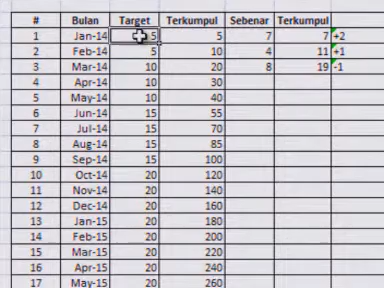 # Bulan Target Terkumpul Sebenar Terkumpul
1 Jan-14 5 5 7 7 +2
2 Feb-14 5 10 4 11 +1
3 Mar-14 10 20 8 19 -1
4 Apr-14 10 30
5 May-14 10 40
6 Jun-14 15 55
7 Jul-14 15 70
8 Aug-14 15 85
9 Sep-14 15 100
10 Oct-14 20 120
11 Nov-14 20 140
12 Dec-14 20 160
13 Jan-15 20 180
14 Feb-15 20 200
15 Mar-15 20 220
16 Apr-15 20 240
17 May-15 20 260